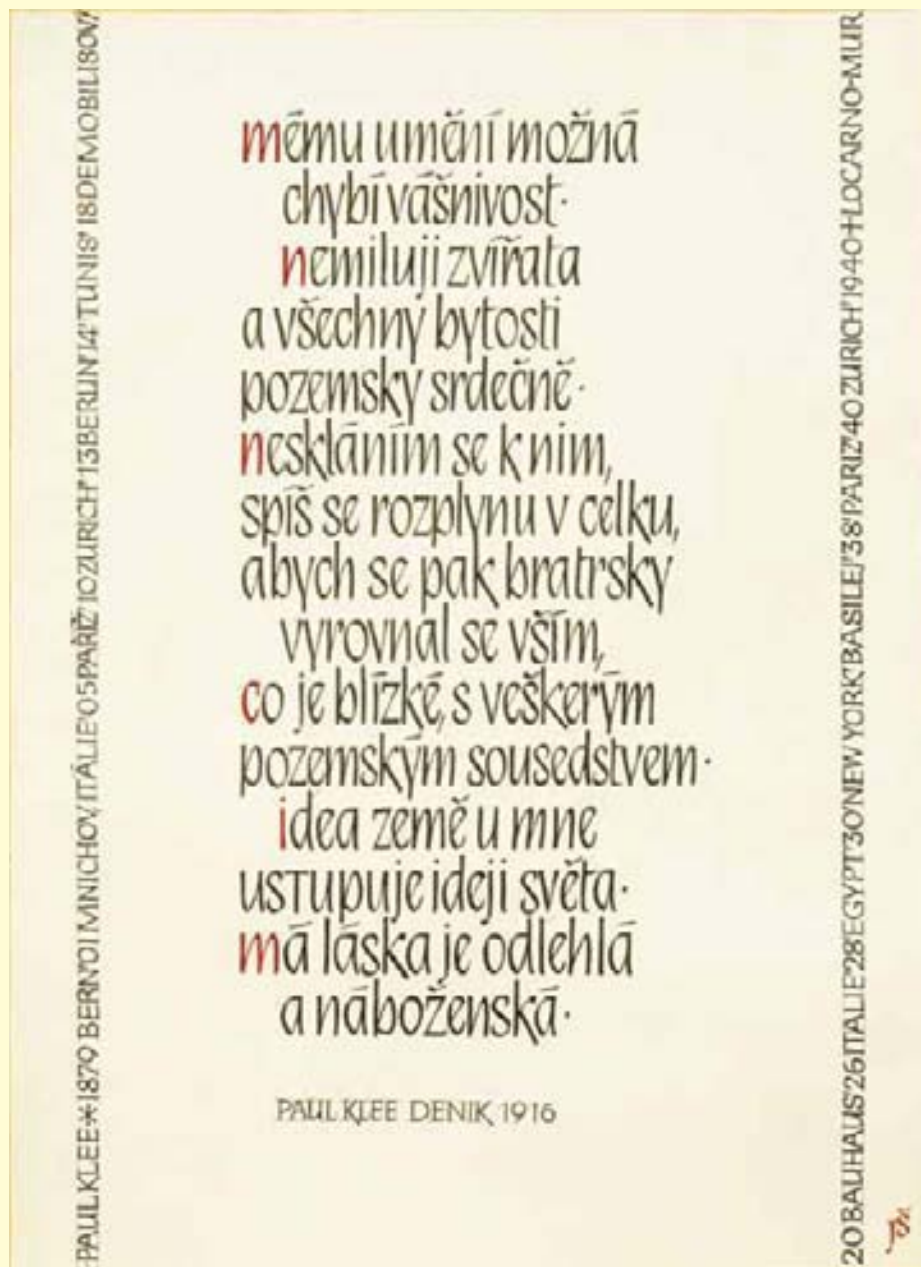 mému umění možná
chybí vášnivost·
nemiluji zvířata
a všechny bytosti
pozemsky srdečně·
neskláním se k nim,
spíš se rozplynu v celku,
abych se pak bratrsky
vyrovnal se vším,
co je blízké, s veškerým
pozemským sousedstvem·
idea země u mne
ustupuje ideji světa·
má láska je odlehlá
a náboženská·
PAUL KLEE DENIK 1916
PAUL KLEE*1879 BERN'01 MNICHOV, ITÁLIE'05 PAŘÍŽ'10 ZURICH'13 BERLIN'14'TUNIS'18 DEMOBILISOVÁ
20 BAUHAUS'26 ITALIE'28 EGYPT'30 NEW YORK'BASILEJ'38'PARIZ'40 ZURICH'1940+LOCARNO-MUR